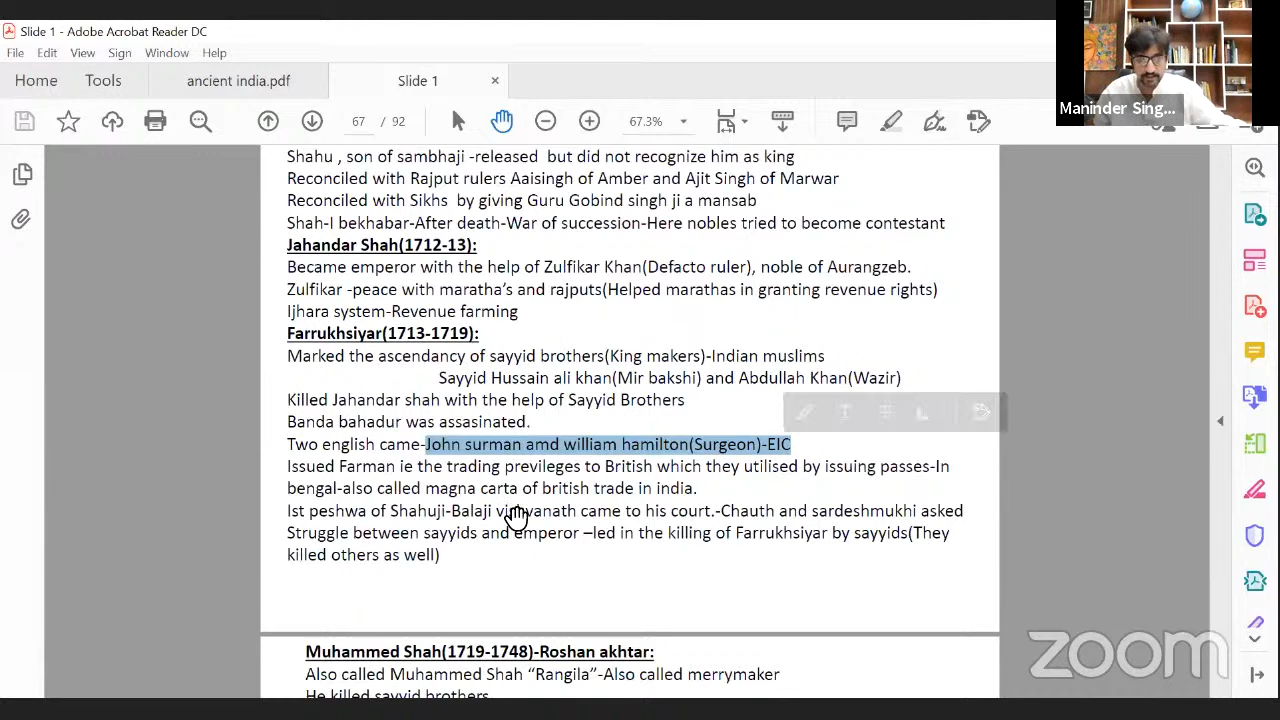 Slide 1 - Adobe Acrobat Reader DC
File Edit View Sign Window Help
Home Tools ancient india.pdf Slide 1
67 / 92 67.3%
Maninder Sing...
Shahu , son of sambhaji -released but did not recognize him as king
Reconciled with Rajput rulers Aaisingh of Amber and Ajit Singh of Marwar
Reconciled with Sikhs by giving Guru Gobind singh ji a mansab
Shah-I bekhabar-After death-War of succession-Here nobles tried to become contestant
Jahandar Shah(1712-13):
Became emperor with the help of Zulfikar Khan(Defacto ruler), noble of Aurangzeb.
Zulfikar -peace with maratha's and rajputs(Helped marathas in granting revenue rights)
Ijhara system-Revenue farming
Farrukhsiyar(1713-1719):
Marked the ascendancy of sayyid brothers(King makers)-Indian muslims
Sayyid Hussain ali khan(Mir bakshi) and Abdullah Khan(Wazir)
Killed Jahandar shah with the help of Sayyid Brothers
Banda bahadur was assasinated.
Two english came-John surman amd william hamilton(Surgeon)-EIC
Issued Farman ie the trading previleges to British which they utilised by issuing passes-In
bengal-also called magna carta of british trade in india.
Ist peshwa of Shahuji-Balaji came to his court.-Chauth and sardeshmukhi asked
Struggle between sayyids and emperor –led in the killing of Farrukhsiyar by sayyids(They
killed others as well)
Muhammed Shah(1719-1748)-Roshan akhtar:
Also called Muhammed Shah “Rangila”-Also called merrymaker
He killed sayyid brothers
zoom